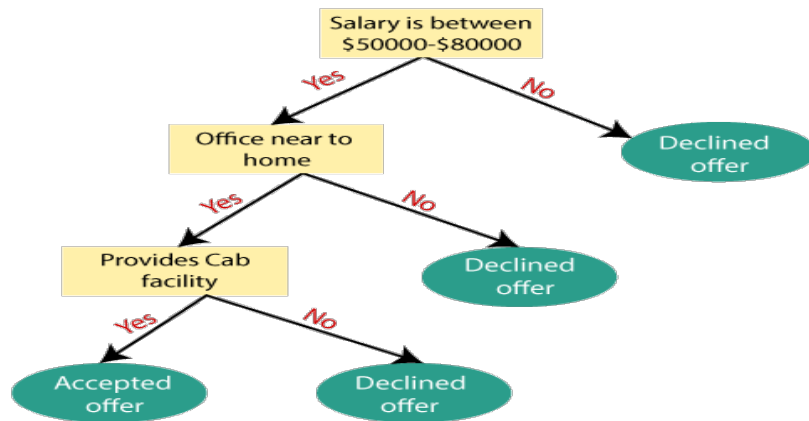 Salary is between
$50000-$80000
Yes
No
Office near to
home
Declined
offer
Yes
No
Provides Cab
facility
Declined
offer
Yes
No
Accepted
offer
Declined
offer